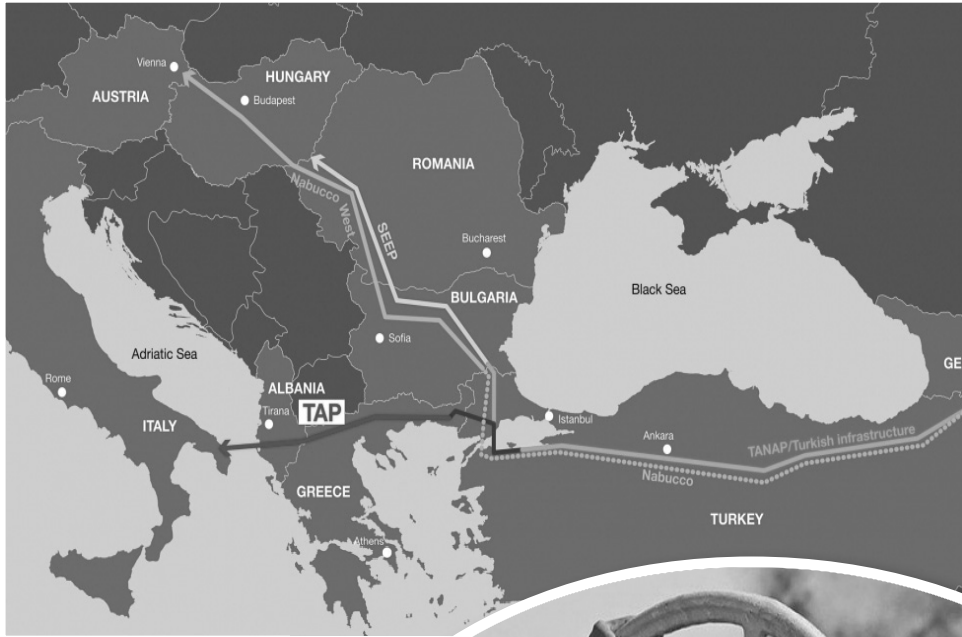 Vienna
AUSTRIA
HUNGARY
Budapest
ROMANIA
Nabucco West
SEEP
Bucharest
BULGARIA
Black Sea
Sofia
Adriatic Sea
Rome
ITALY
ALBANIA
Tirana
TAP
Istanbul
GE
Ankara
TANAP/Turkish infrastructure
Nabucco
GREECE
TURKEY
Athens